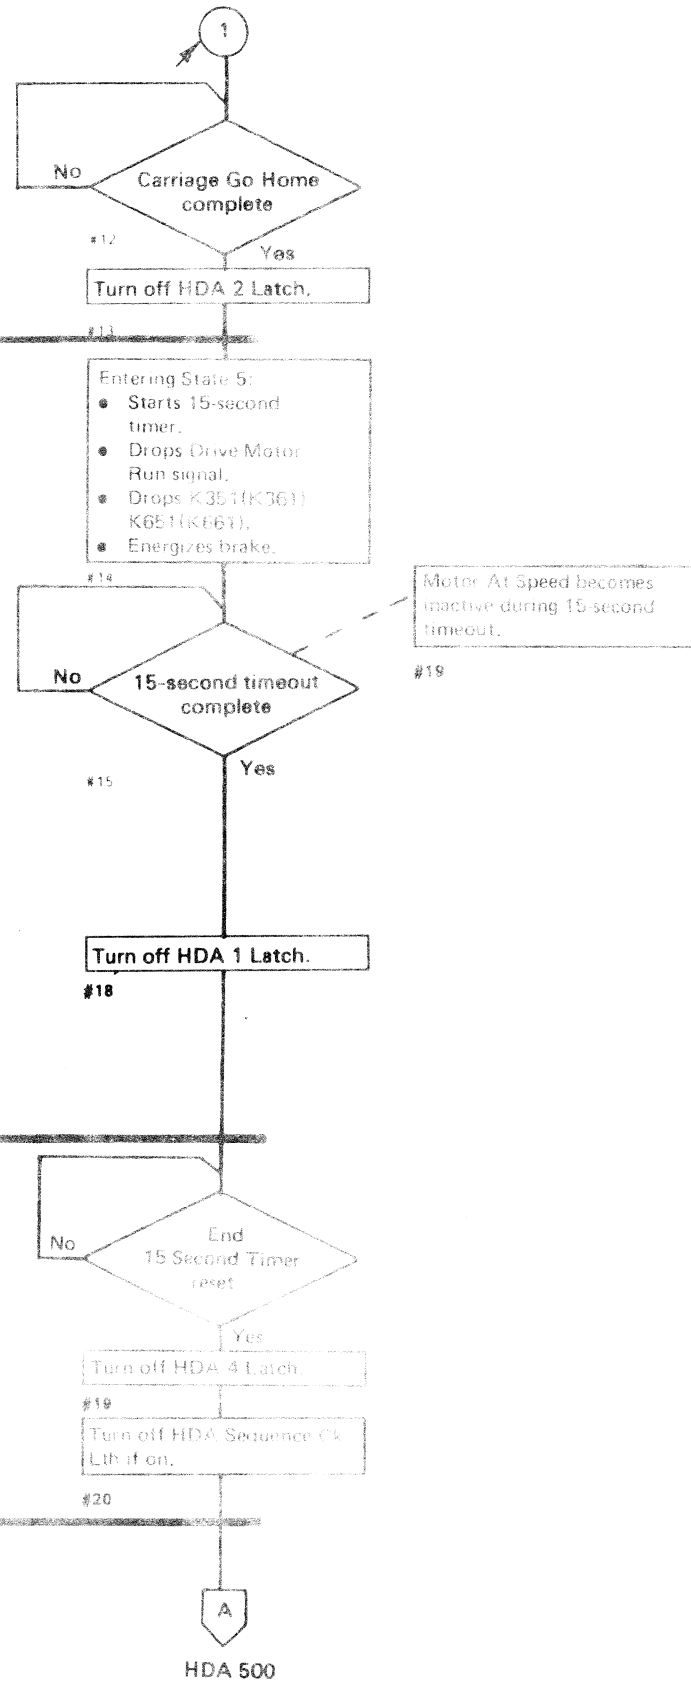 1
No
Carriage Go Home
complete
#12
Yes
Turn off HDA 2 Latch.
#13
Entering State 5:
● Starts 15-second
timer.
● Drops Drive Motor
Run signal.
● Drops K351(K361)
K651(K661).
● Energizes brake.
#14
Motor At Speed becomes
inactive during 15-second
timeout.
#19
No
15-second timeout
complete
Yes
#15
Turn off HDA 1 Latch.
#18
No
End
15 Second Timer
reset
Yes
Turn off HDA 4 Latch.
#19
Turn off HDA Sequence Ck
Lth if on.
#20
A
HDA 500